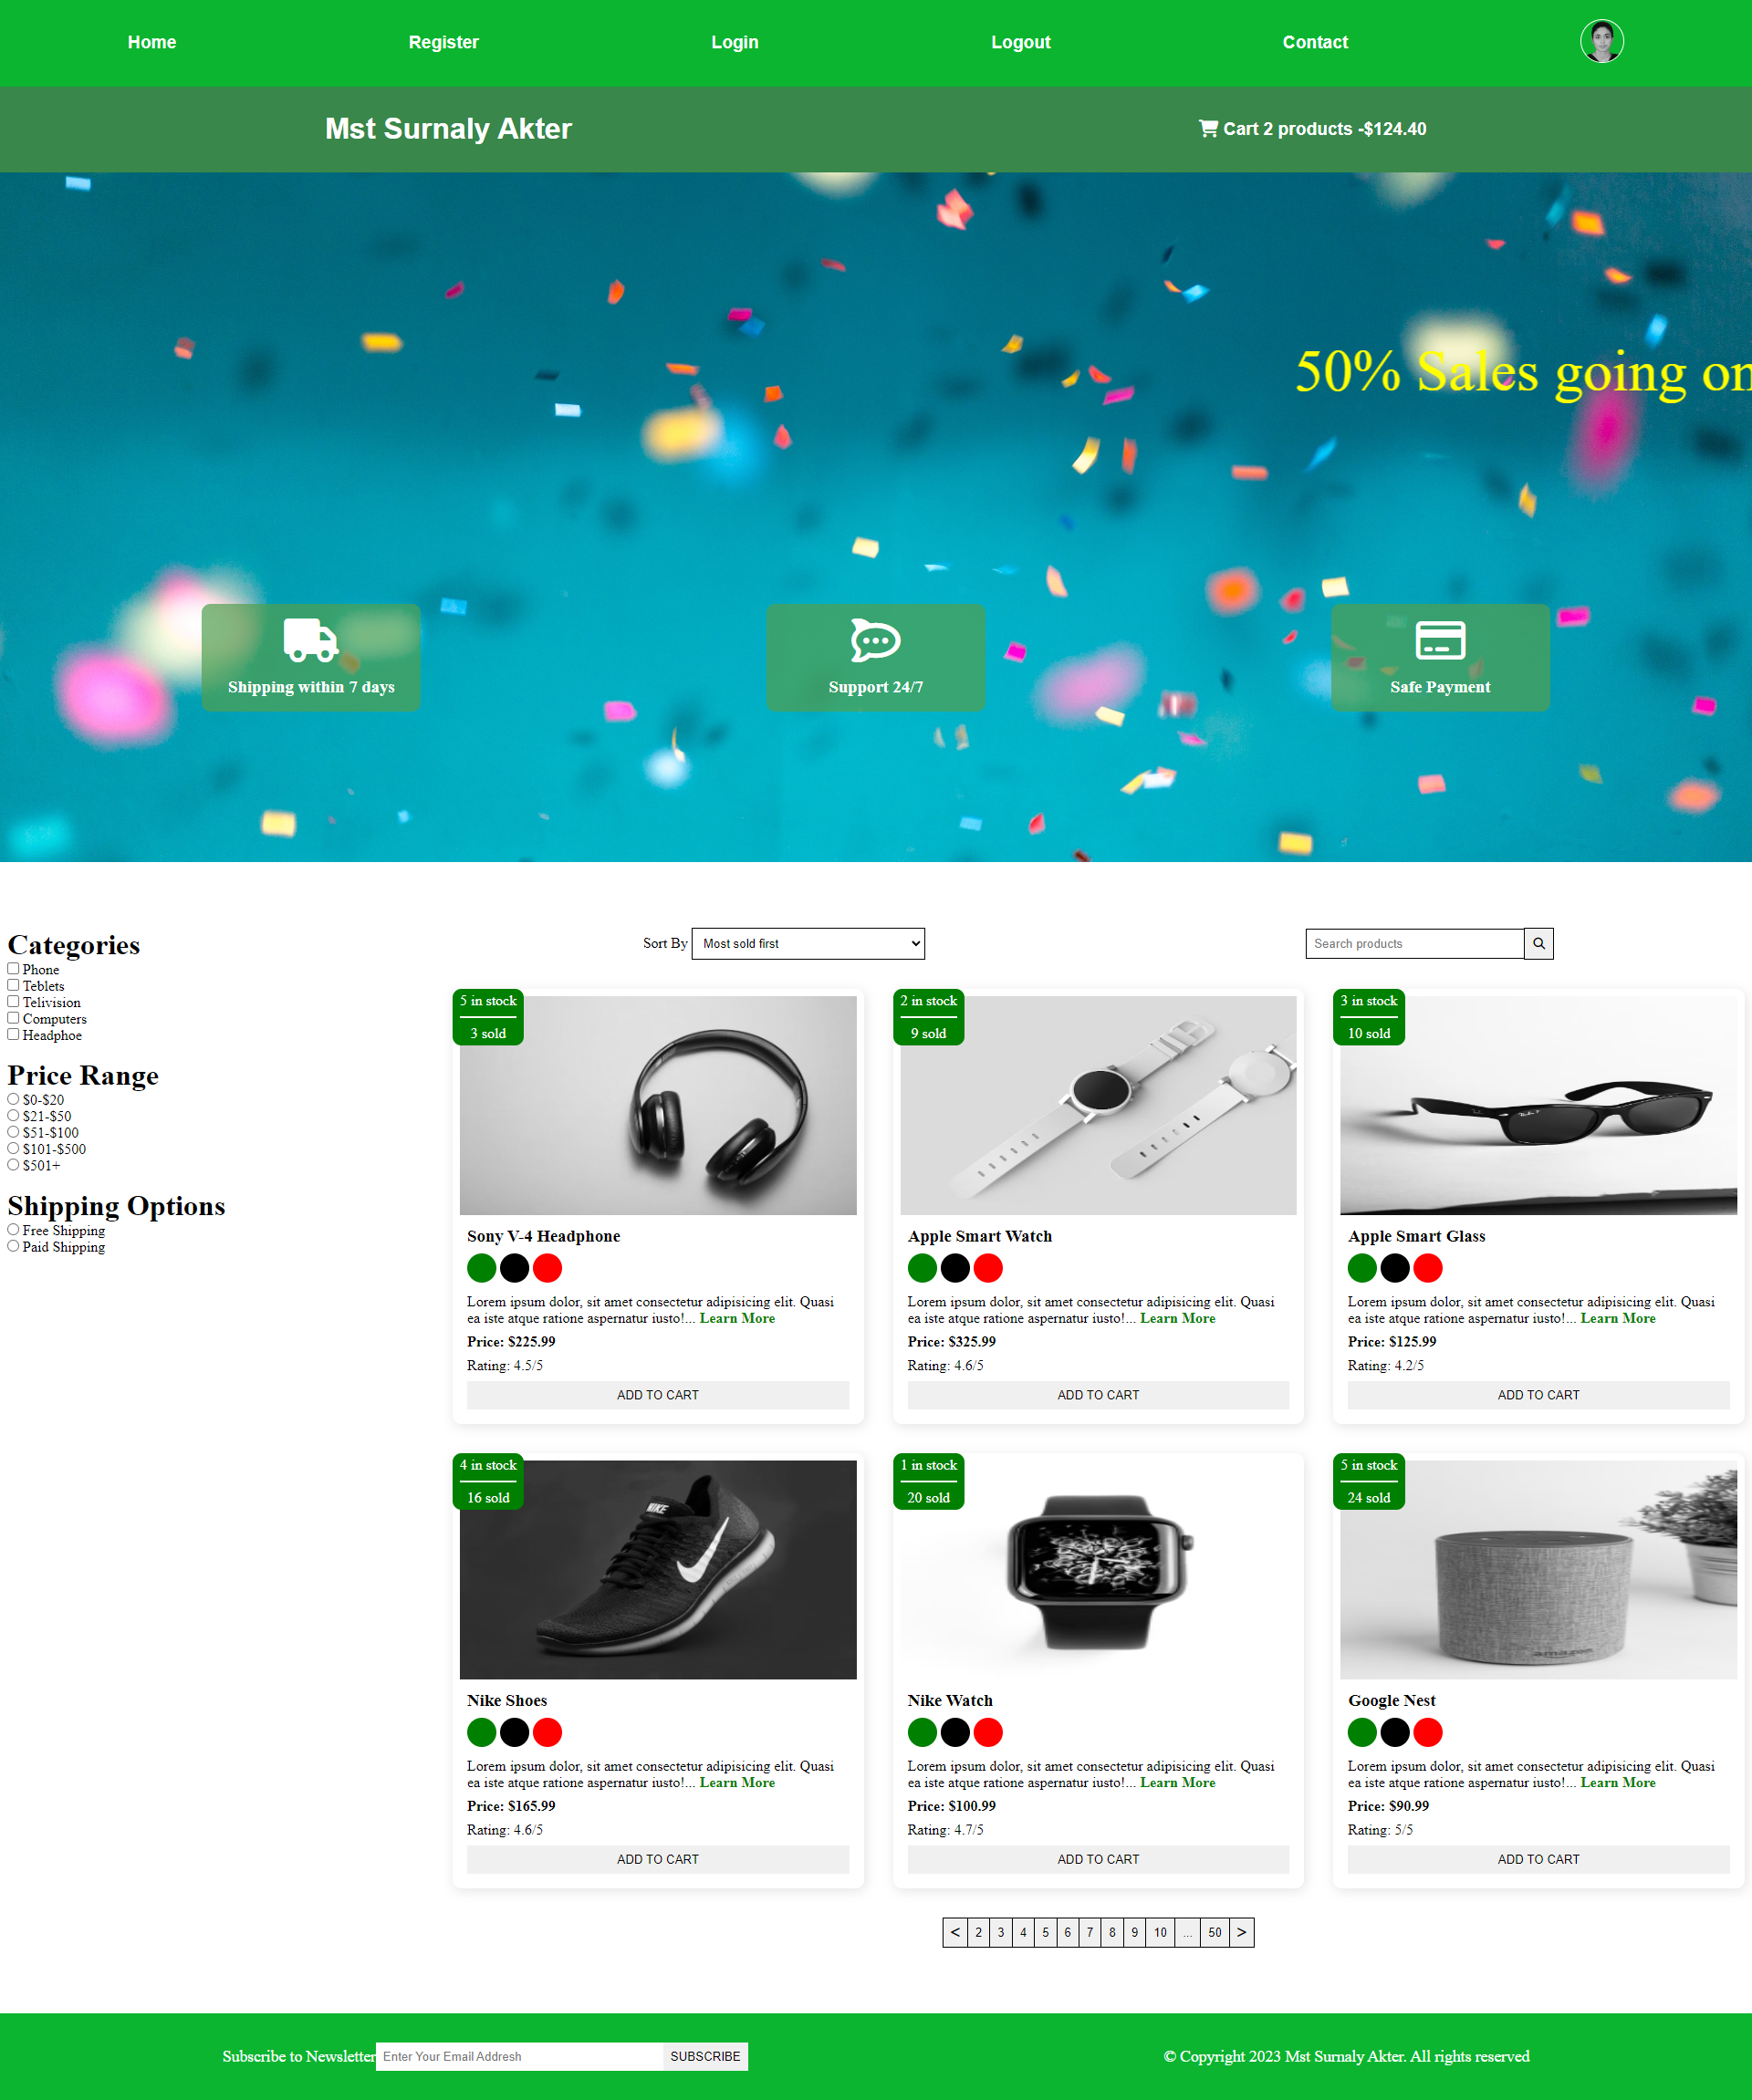 Home Register Login Logout Contact
Mst Surnaly Akter
Cart 2 products -$124.40
50% Sales going on
Shipping within 7 days
Support 24/7
Safe Payment
Categories
Phone
Teblets
Telivision
Computers
Headphoe
Price Range
$0-$20
$21-$50
$51-$100
$101-$500
$501+
Shipping Options
Free Shipping
Paid Shipping
Sort By Most sold first
Search products
5 in stock
3 sold
Sony V-4 Headphone
Lorem ipsum dolor, sit amet consectetur adipisicing elit. Quasi
ea iste atque ratione aspernatur iusto!... Learn More
Price: $225.99
Rating: 4.5/5
ADD TO CART
2 in stock
9 sold
Apple Smart Watch
Lorem ipsum dolor, sit amet consectetur adipisicing elit. Quasi
ea iste atque ratione aspernatur iusto!... Learn More
Price: $325.99
Rating: 4.6/5
ADD TO CART
3 in stock
10 sold
Apple Smart Glass
Lorem ipsum dolor, sit amet consectetur adipisicing elit. Quasi
ea iste atque ratione aspernatur iusto!... Learn More
Price: $125.99
Rating: 4.2/5
ADD TO CART
4 in stock
16 sold
NIKE
Nike Shoes
Lorem ipsum dolor, sit amet consectetur adipisicing elit. Quasi
ea iste atque ratione aspernatur iusto!... Learn More
Price: $165.99
Rating: 4.6/5
ADD TO CART
1 in stock
20 sold
Nike Watch
Lorem ipsum dolor, sit amet consectetur adipisicing elit. Quasi
ea iste atque ratione aspernatur iusto!... Learn More
Price: $100.99
Rating: 4.7/5
ADD TO CART
5 in stock
24 sold
amazon
Google Nest
Lorem ipsum dolor, sit amet consectetur adipisicing elit. Quasi
ea iste atque ratione aspernatur iusto!... Learn More
Price: $90.99
Rating: 5/5
ADD TO CART
< 2 3 4 5 6 7 8 9 10 ... 50 >
Subscribe to Newsletter Enter Your Email Addresh SUBSCRIBE
© Copyright 2023 Mst Surnaly Akter. All rights reserved